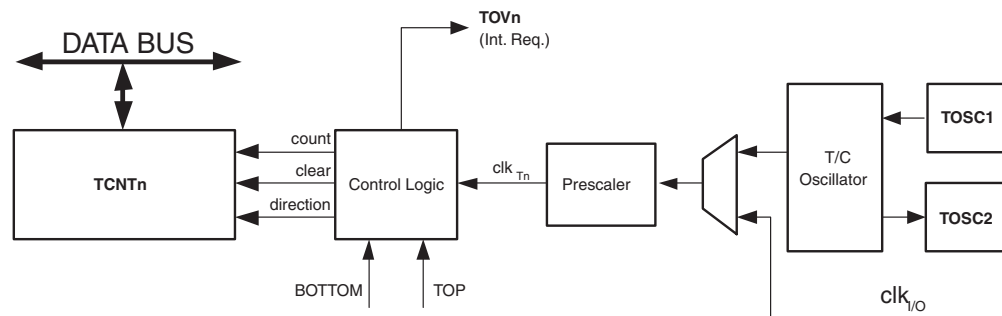 TOVn
(Int. Req.)
DATA BUS
TCNTn
count
clear
direction
Control Logic
clk Tn
Prescaler
T/C
Oscillator
TOSC1
TOSC2
BOTTOM
TOP
clk I/O